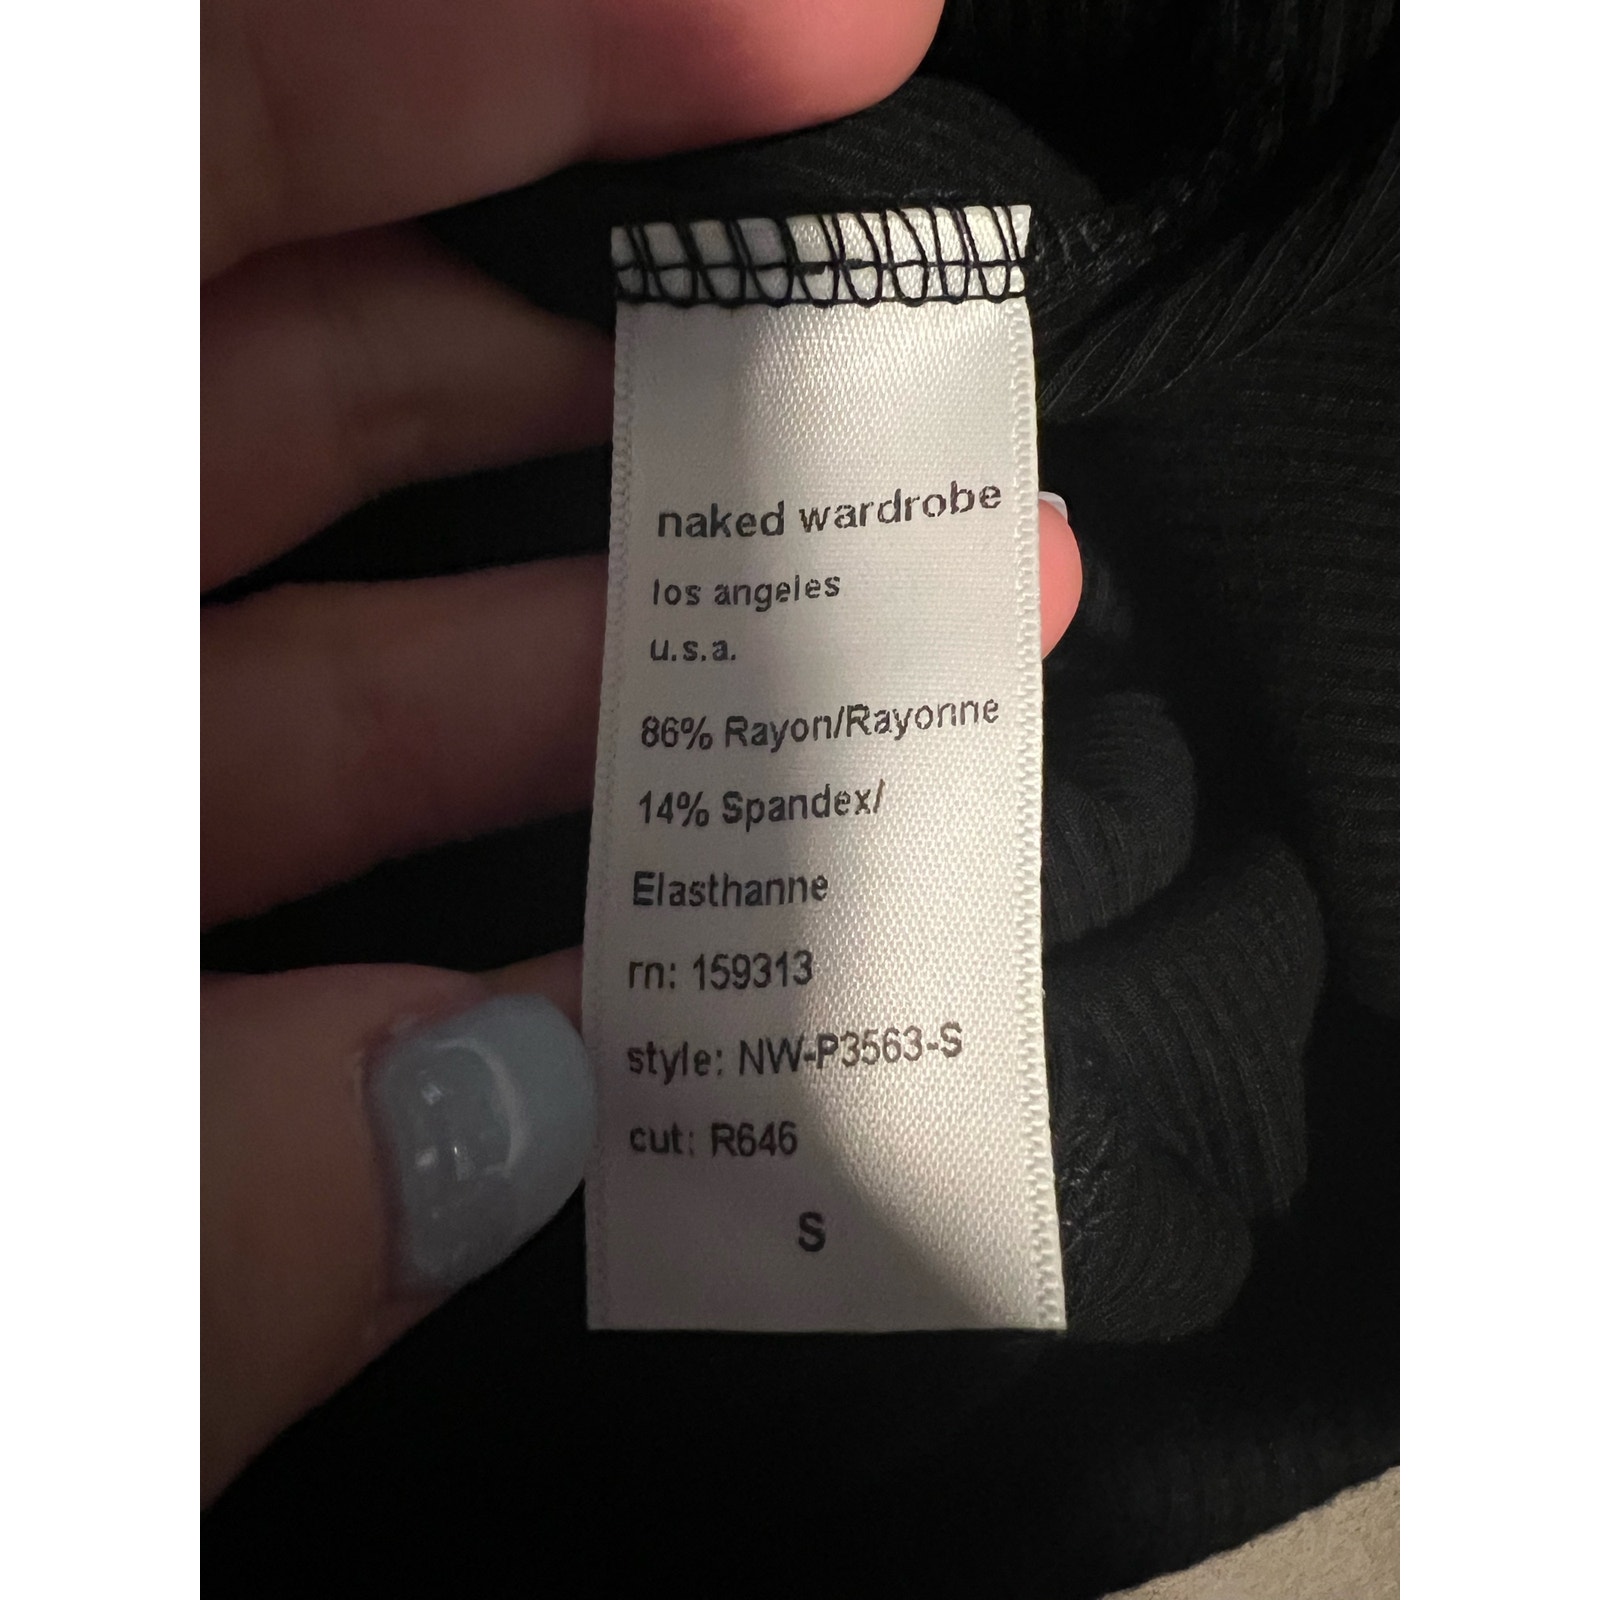 naked wardrobe
los angeles
u.s.a.
86% Rayon/Rayonne
14% Spandex/
Elasthanne
rn: 159313
style: NW-P3563-S
cut: R646
S